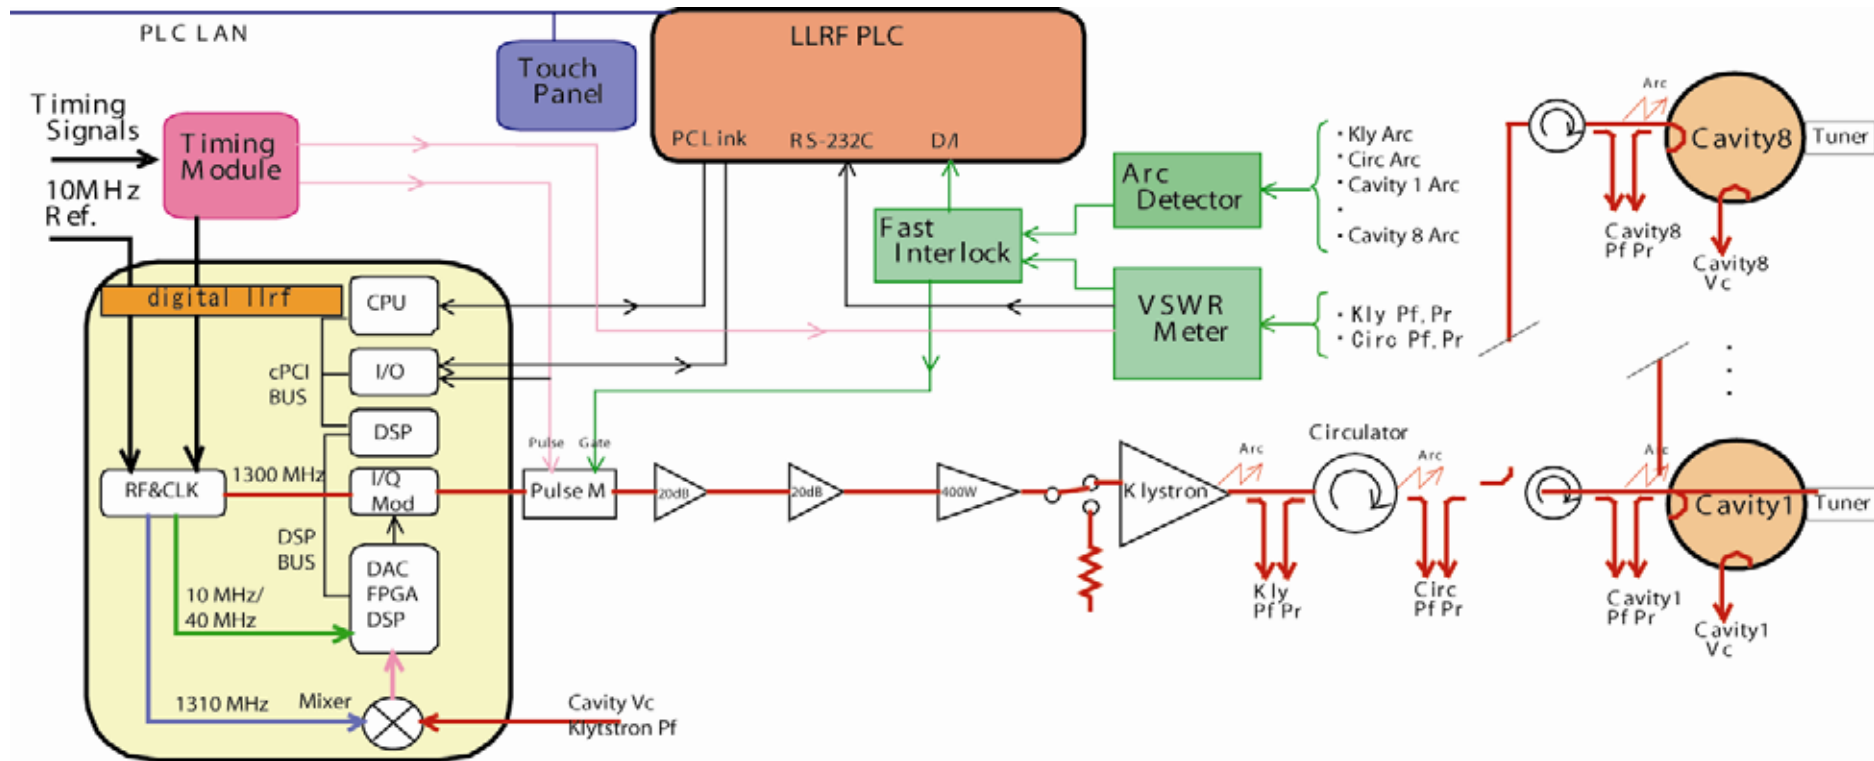 PLC LAN
Touch
Panel
LLRF PLC
PCLink
RS-232C
D/I
Timing
Signals
10MHz
Ref.
Timing
Module
Arc
Detector
· Kly Arc
· Circ Arc
· Cavity 1 Arc
·
· Cavity 8 Arc
Fast
Interlock
VSWR
Meter
· Kly Pf, Pr
· Circ Pf, Pr
Arc
Cavity8
Tuner
Cavity8
Pf Pr
Cavity8
Vc
digital llrf
CPU
I/O
cPCI
BUS
DSP
RF&CLK
1300 MHz
I/Q
Mod
DSP
BUS
DAC
FPGA
DSP
10 MHz/
40 MHz
1310 MHz
Mixer
Cavity Vc
Klytstron Pf
Pulse
Gate
Pulse M
20dB
20dB
400W
Klystron
Arc
Circulator
Arc
Kly
Pf Pr
Circ
Pf Pr
Arc
Cavity1
Tuner
Cavity1
Pf Pr
Cavity1
Vc